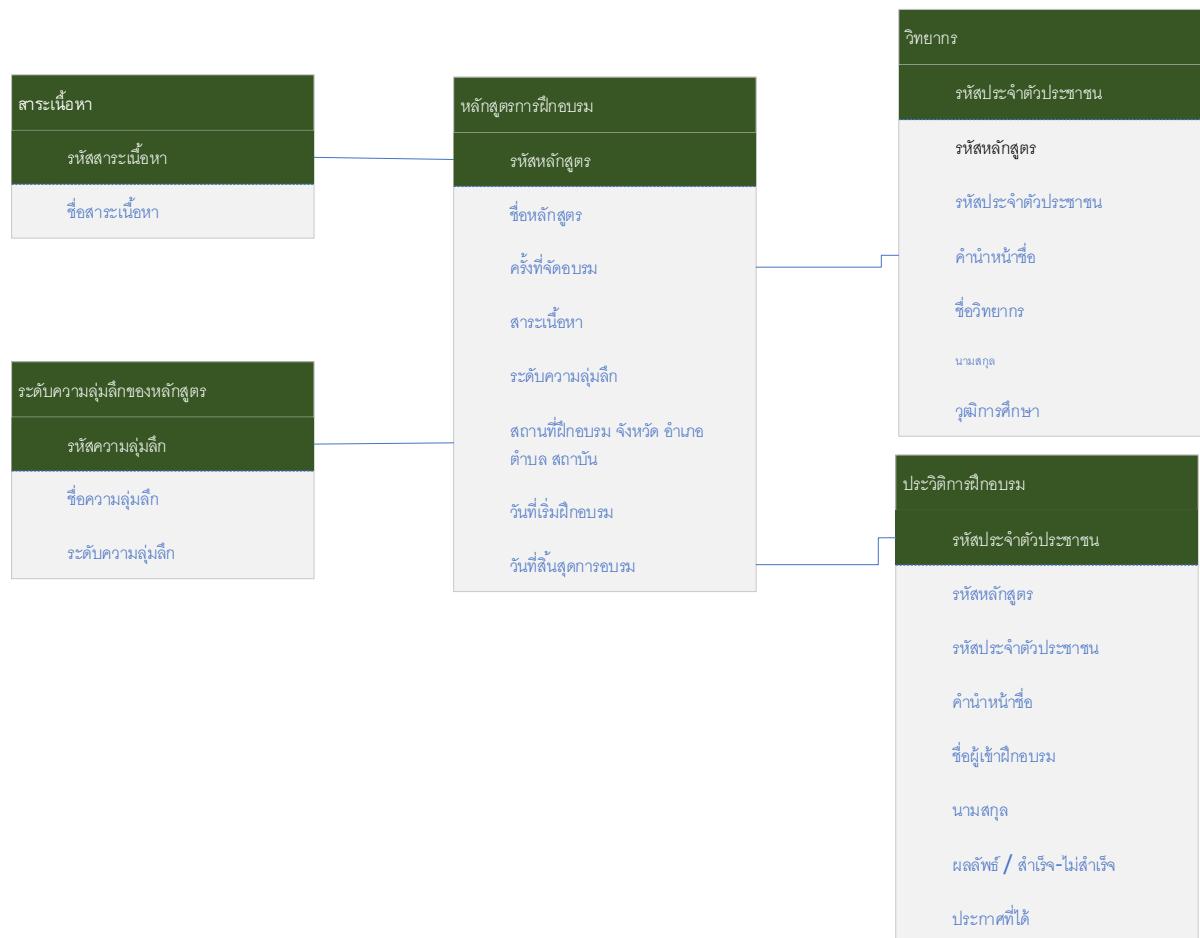 สาระเนื้อหา
รหัสสาระเนื้อหา
ชื่อสาระเนื้อหา
ระดับความลุ่มลึกของหลักสูตร
รหัสความลุ่มลึก
ชื่อความลุ่มลึก
ระดับความลุ่มลึก
หลักสูตรการฝึกอบรม
รหัสหลักสูตร
ชื่อหลักสูตร
ครั้งที่จัดอบรม
สาระเนื้อหา
ระดับความลุ่มลึก
สถานที่ฝึกอบรม จังหวัด อำเภอ
ตำบล สถาบัน
วันที่เริ่มฝึกอบรม
วันที่สิ้นสุดการอบรม
วิทยากร
รหัสประจำตัวประชาชน
รหัสหลักสูตร
รหัสประจำตัวประชาชน
คำนำหน้าชื่อ
ชื่อวิทยากร
นามสกุล
วุฒิการศึกษา
ประวิติการฝึกอบรม
รหัสประจำตัวประชาชน
รหัสหลักสูตร
รหัสประจำตัวประชาชน
คำนำหน้าชื่อ
ชื่อผู้เข้าฝึกอบรม
นามสกุล
ผลลัพธ์ / สำเร็จ-ไม่สำเร็จ
ประกาศที่ได้